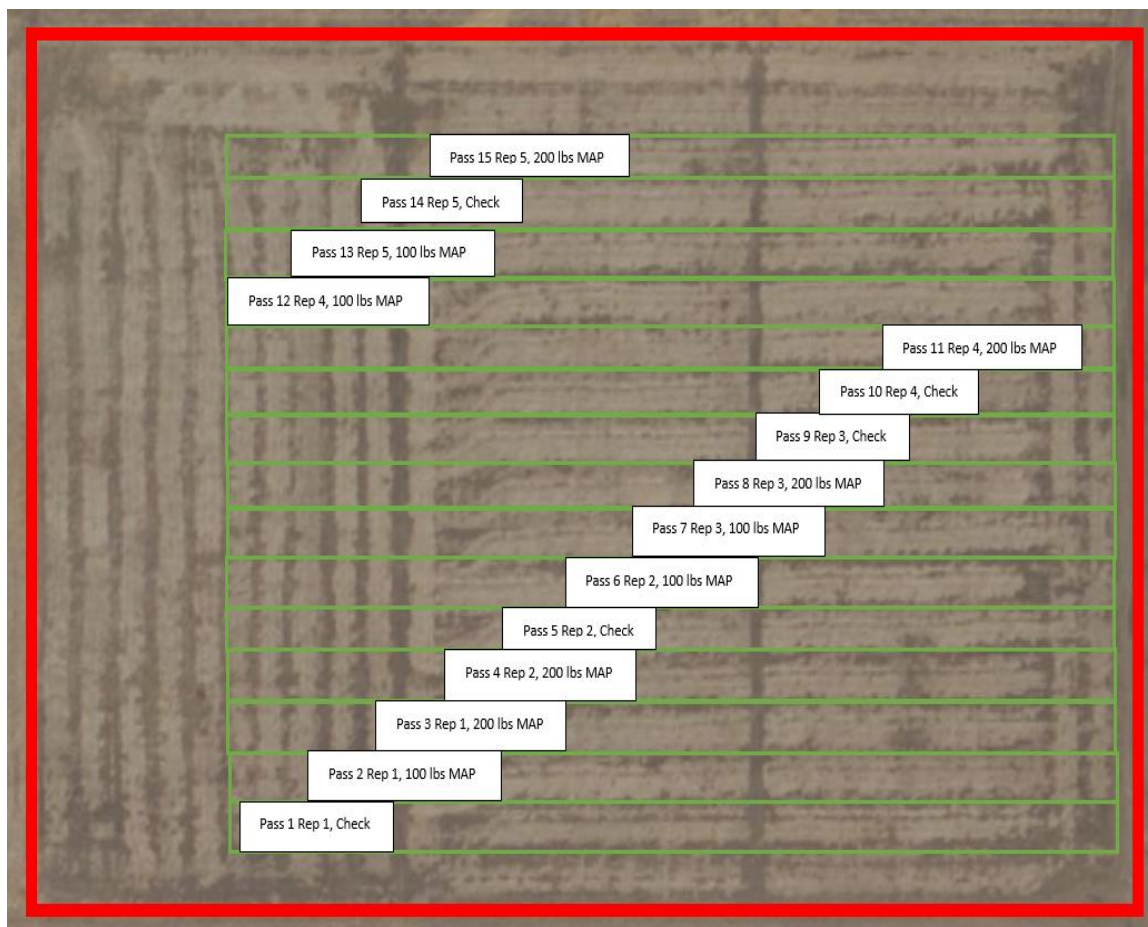 Pass 15 Rep 5, 200 lbs MAP
Pass 14 Rep 5, Check
Pass 13 Rep 5, 100 lbs MAP
Pass 12 Rep 4, 100 lbs MAP
Pass 11 Rep 4, 200 lbs MAP
Pass 10 Rep 4, Check
Pass 9 Rep 3, Check
Pass 8 Rep 3, 200 lbs MAP
Pass 7 Rep 3, 100 lbs MAP
Pass 6 Rep 2, 100 lbs MAP
Pass 5 Rep 2, Check
Pass 4 Rep 2, 200 lbs MAP
Pass 3 Rep 1, 200 lbs MAP
Pass 2 Rep 1, 100 lbs MAP
Pass 1 Rep 1, Check